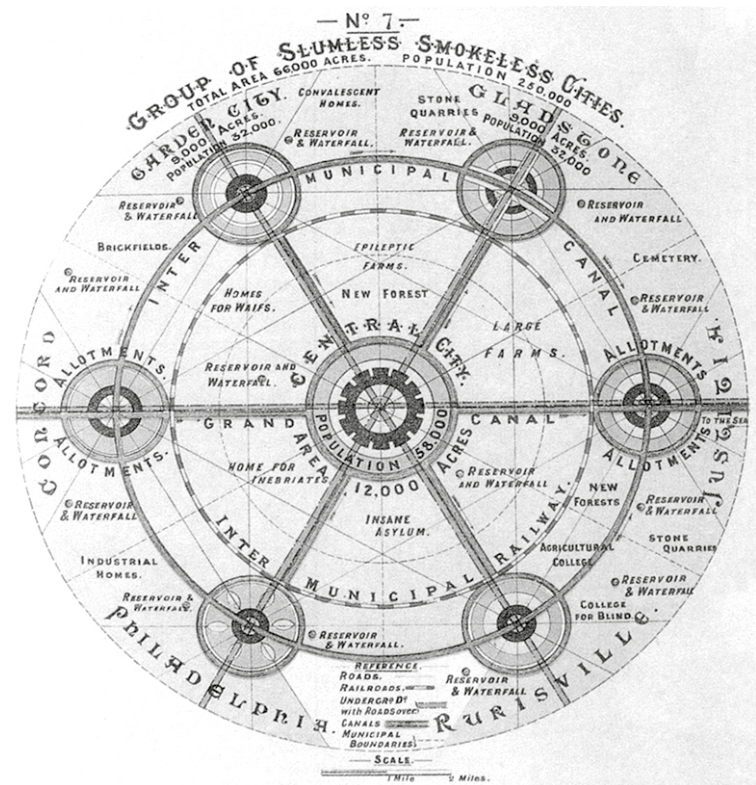 — Nº 7. —
GROUP OF SLUMLESS SMOKELESS CITIES.
TOTAL AREA 66,000 ACRES. POPULATION 250,000
GARDEN CITY.
9,000 ACRES.
POPULATION 32,000.
CONVALESCENT
HOMES.
STONE
QUARRIES
GLADSTONE
9,000 ACRES.
POPULATION
32,000
RESERVOIR
& WATERFALL.
RESERVOIR &
WATERFALL.
INTER MUNICIPAL CANAL
RESERVOIR
& WATERFALL
RESERVOIR
AND WATERFALL
BRICKFIELDS.
EPILEPTIC
FARMS.
CEMETERY.
RESERVOIR
AND WATERFALL
HOMES
FOR WAIFS.
NEW FOREST
RESERVOIR
& WATERFALL
LARGE
FARMS.
CENTRAL CITY.
CONCORD
ALLOTMENTS.
RESERVOIR AND
WATERFALL.
ALLOTMENTS
JUSTITIA
GRAND
CANAL
TO THE SEA
POPULATION 58,000
AREA 12,000 ACRES
ALLOTMENTS.
ALLOTMENTS
HOME FOR
INEBRIATES
RESERVOIR
AND WATERFALL
NEW
FORESTS
RESERVOIR
& WATERFALL
RESERVOIR
& WATERFALL
INSANE
ASYLUM.
INTER MUNICIPAL RAILWAY.
STONE
QUARRIES
AGRICULTURAL
COLLEGE
INDUSTRIAL
HOMES.
RESERVOIR
& WATERFALL
RESERVOIR &
WATERFALL.
COLLEGE
FOR BLIND.
RESERVOIR
& WATERFALL.
PHILADELPHIA.
RURISVILLE
RESERVOIR
& WATERFALL
REFERENCE.
ROADS.
RAILROADS.
UNDERGRD Dº
with ROADS over
CANALS
MUNICIPAL
BOUNDARIES
SCALE.
1 Mile 2 Miles.